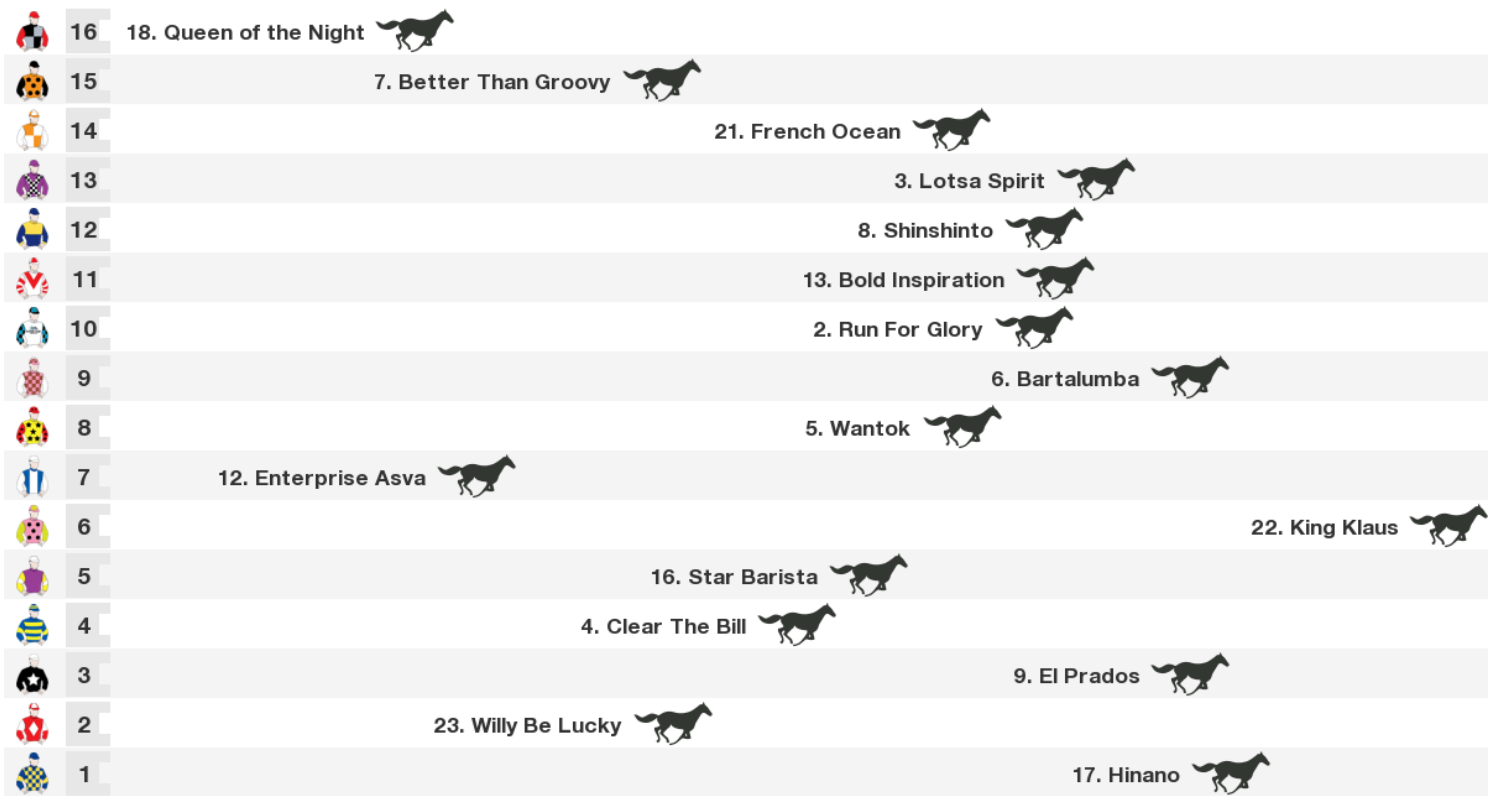 16 18. Queen of the Night
15 7. Better Than Groovy
14 21. French Ocean
13 3. Lotsa Spirit
12 8. Shinshinto
11 13. Bold Inspiration
10 2. Run For Glory
9 6. Bartalumba
8 5. Wantok
7 12. Enterprise Asva
6 22. King Klaus
5 16. Star Barista
4 4. Clear The Bill
3 9. El Prados
2 23. Willy Be Lucky
1 17. Hinano